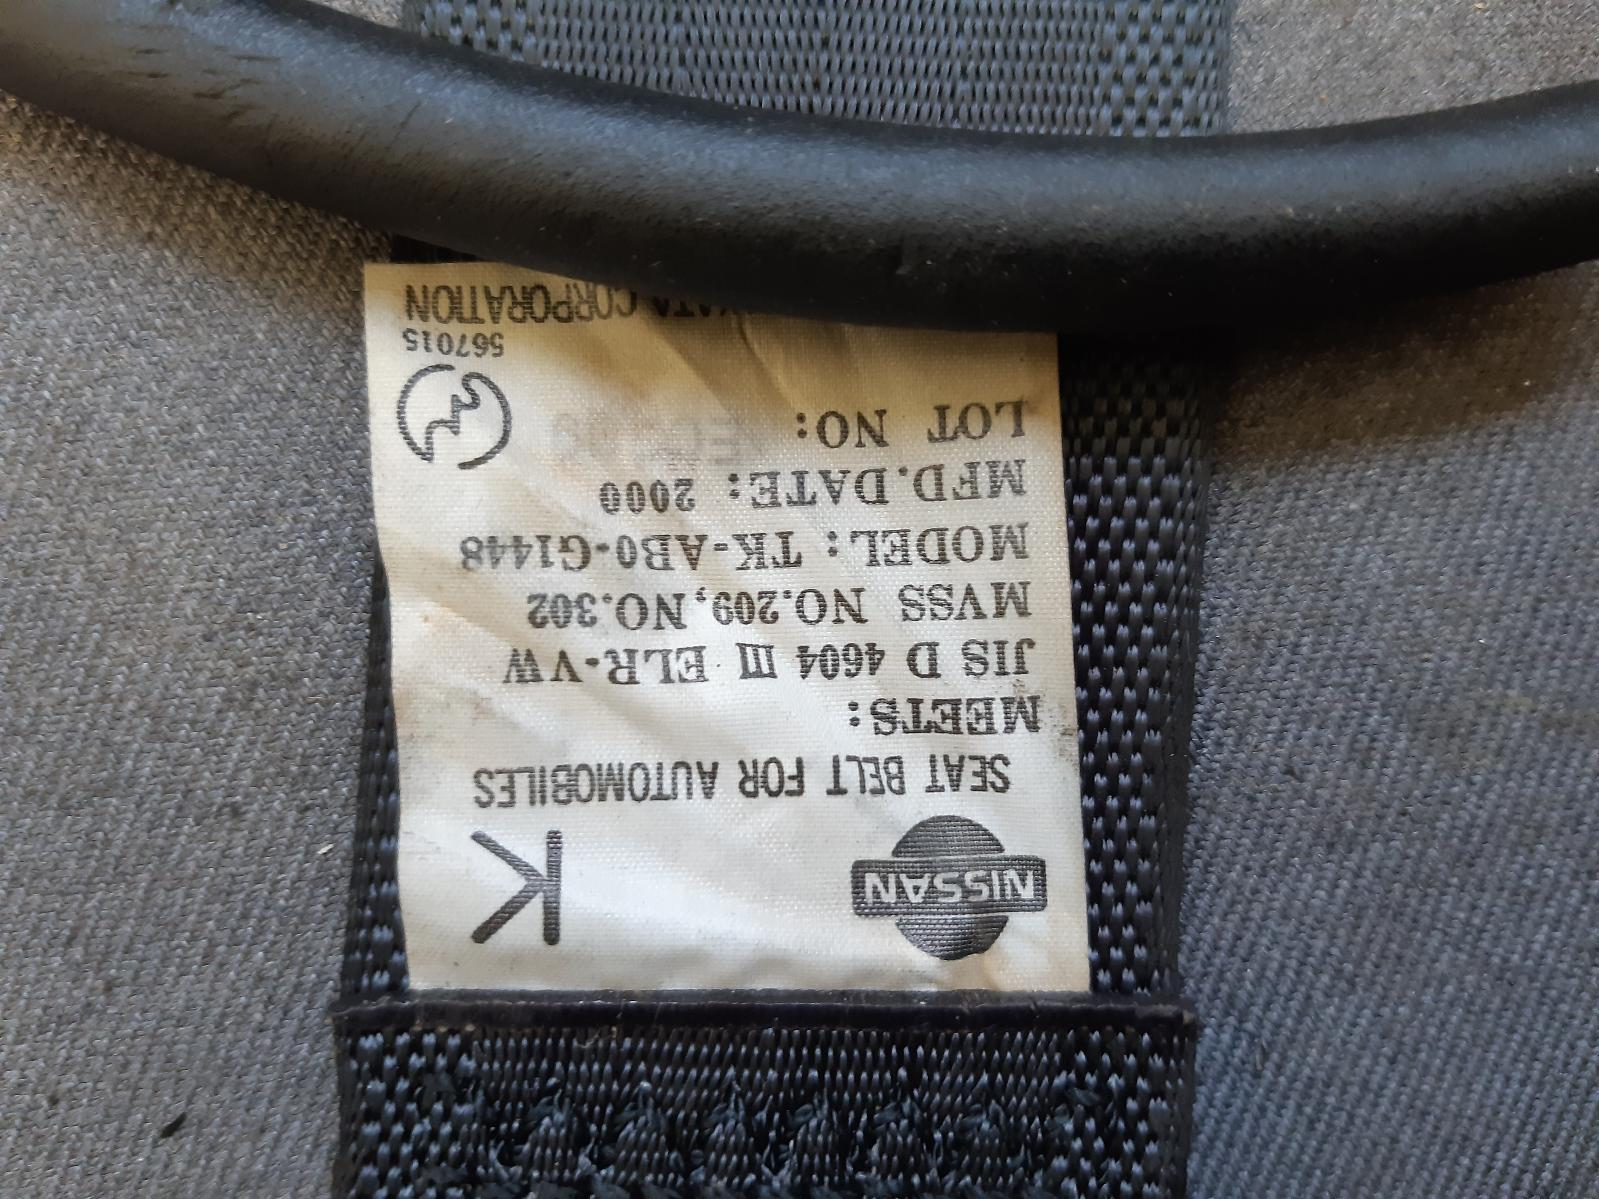 NISSAN
K
SEAT BELT FOR AUTOMOBILES
MEETS:
JIS D 4604 III ELR-VW
MVSS NO.209, NO.302
MODEL: TK-AB0-G1448
MFD.DATE: 2000
LOT NO:
567015
CORPORATION